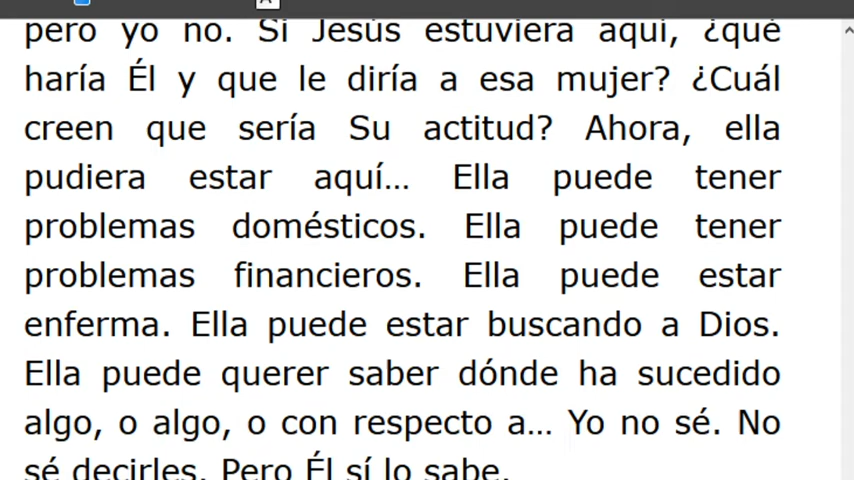 pero yo no. Si Jesús estuviera aquí, ¿qué
haría Él y que le diría a esa mujer? ¿Cuál
creen que sería Su actitud? Ahora, ella
pudiera estar aquí... Ella puede tener
problemas domésticos. Ella puede tener
problemas financieros. Ella puede estar
enferma. Ella puede estar buscando a Dios.
Ella puede querer saber dónde ha sucedido
algo, o algo, o con respecto a... Yo no sé. No
sé decirles. Pero Él sí lo sabe.